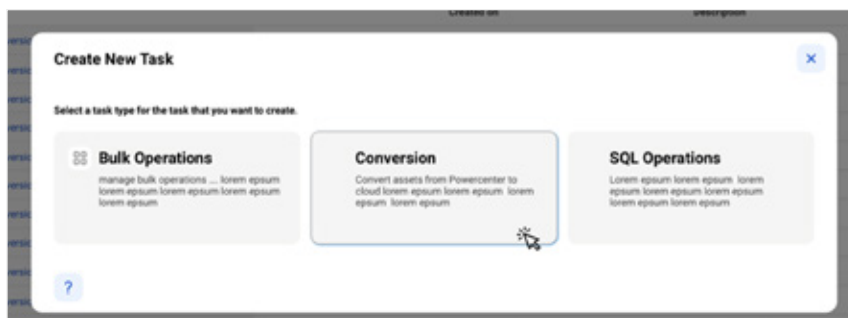 Created on
Description
Create New Task
×
Select a task type for the task that you want to create.
Bulk Operations
manage bulk operations ... lorem epsum
lorem epsum lorem epsum lorem epsum
lorem epsum
Conversion
Convert assets from Powercenter to
cloud lorem epsum lorem epsum lorem
epsum lorem epsum
SQL Operations
Lorem epsum lorem epsum lorem
epsum lorem epsum lorem epsum
lorem epsum lorem epsum
?